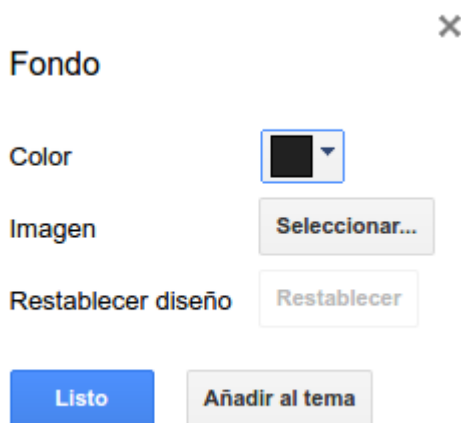 Fondo
Color
Imagen Seleccionar...
Restablecer diseño Restablecer
Listo Añadir al tema